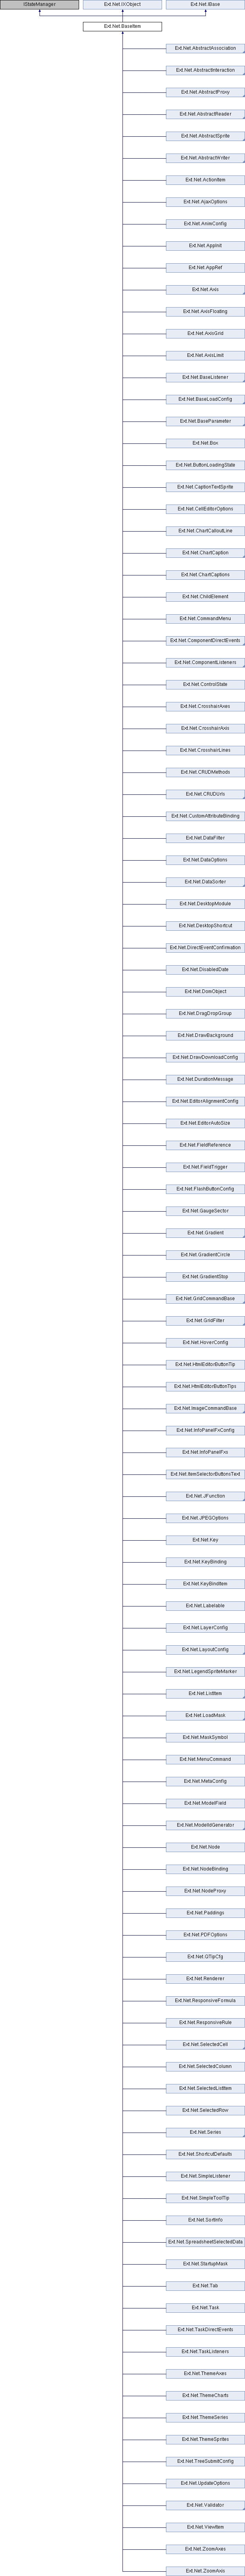 IStateManager
Ext.Net.IXObject
Ext.Net.IBase
Ext.Net.BaseItem
Ext.Net.AbstractAssociation
Ext.Net.AbstractInteraction
Ext.Net.AbstractProxy
Ext.Net.AbstractReader
Ext.Net.AbstractSprite
Ext.Net.AbstractWriter
Ext.Net.ActionItem
Ext.Net.AjaxOptions
Ext.Net.AnimConfig
Ext.Net.AppInit
Ext.Net.AppRef
Ext.Net.Axis
Ext.Net.AxisFloating
Ext.Net.AxisGrid
Ext.Net.AxisLimit
Ext.Net.BaseListener
Ext.Net.BaseLoadConfig
Ext.Net.BaseParameter
Ext.Net.Box
Ext.Net.ButtonLoadingState
Ext.Net.CaptionTextSprite
Ext.Net.CellEditorOptions
Ext.Net.ChartCalloutLine
Ext.Net.ChartCaption
Ext.Net.ChartCaptions
Ext.Net.ChildElement
Ext.Net.CommandMenu
Ext.Net.ComponentDirectEvents
Ext.Net.ComponentListeners
Ext.Net.ControlState
Ext.Net.CrosshairAxes
Ext.Net.CrosshairAxis
Ext.Net.CrosshairLines
Ext.Net.CRUDMethods
Ext.Net.CRUDUrls
Ext.Net.CustomAttributeBinding
Ext.Net.DataFilter
Ext.Net.DataOptions
Ext.Net.DataSorter
Ext.Net.DesktopModule
Ext.Net.DesktopShortcut
Ext.Net.DirectEventConfirmation
Ext.Net.DisabledDate
Ext.Net.DomObject
Ext.Net.DragDropGroup
Ext.Net.DrawBackground
Ext.Net.DrawDownloadConfig
Ext.Net.DurationMessage
Ext.Net.EditorAlignmentConfig
Ext.Net.EditorAutoSize
Ext.Net.FieldReference
Ext.Net.FieldTrigger
Ext.Net.FlashButtonConfig
Ext.Net.GaugeSector
Ext.Net.Gradient
Ext.Net.GradientCircle
Ext.Net.GradientStop
Ext.Net.GridCommandBase
Ext.Net.GridFilter
Ext.Net.HoverConfig
Ext.Net.HtmlEditorButtonTip
Ext.Net.HtmlEditorButtonTips
Ext.Net.ImageCommandBase
Ext.Net.InfoPanelFxConfig
Ext.Net.InfoPanelFxs
Ext.Net.ItemSelectorButtonsText
Ext.Net.JFunction
Ext.Net.JPEGOptions
Ext.Net.Key
Ext.Net.KeyBinding
Ext.Net.KeyBindItem
Ext.Net.Labelable
Ext.Net.LayerConfig
Ext.Net.LayoutConfig
Ext.Net.LegendSpriteMarker
Ext.Net.ListItem
Ext.Net.LoadMask
Ext.Net.MaskSymbol
Ext.Net.MenuCommand
Ext.Net.MetaConfig
Ext.Net.ModelField
Ext.Net.ModelIdGenerator
Ext.Net.Node
Ext.Net.NodeBinding
Ext.Net.NodeProxy
Ext.Net.Paddings
Ext.Net.PDFOptions
Ext.Net.QTipCfg
Ext.Net.Renderer
Ext.Net.ResponsiveFormula
Ext.Net.ResponsiveRule
Ext.Net.SelectedCell
Ext.Net.SelectedColumn
Ext.Net.SelectedListItem
Ext.Net.SelectedRow
Ext.Net.Series
Ext.Net.ShortcutDefaults
Ext.Net.SimpleListener
Ext.Net.SimpleToolTip
Ext.Net.SortInfo
Ext.Net.SpreadsheetSelectedData
Ext.Net.StartupMask
Ext.Net.Tab
Ext.Net.Task
Ext.Net.TaskDirectEvents
Ext.Net.TaskListeners
Ext.Net.ThemeAxes
Ext.Net.ThemeCharts
Ext.Net.ThemeSeries
Ext.Net.ThemeSprites
Ext.Net.TreeSubmitConfig
Ext.Net.UpdateOptions
Ext.Net.Validator
Ext.Net.ViewItem
Ext.Net.ZoomAxes
Ext.Net.ZoomAxis